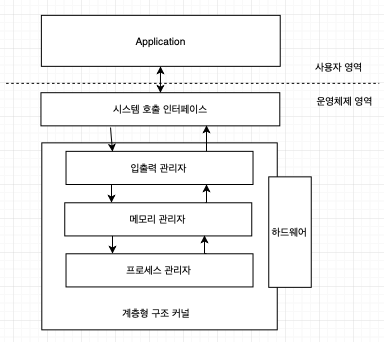 Application
사용자 영역
시스템 호출 인터페이스
운영체제 영역
입출력 관리자
메모리 관리자
하드웨어
프로세스 관리자
계층형 구조 커널